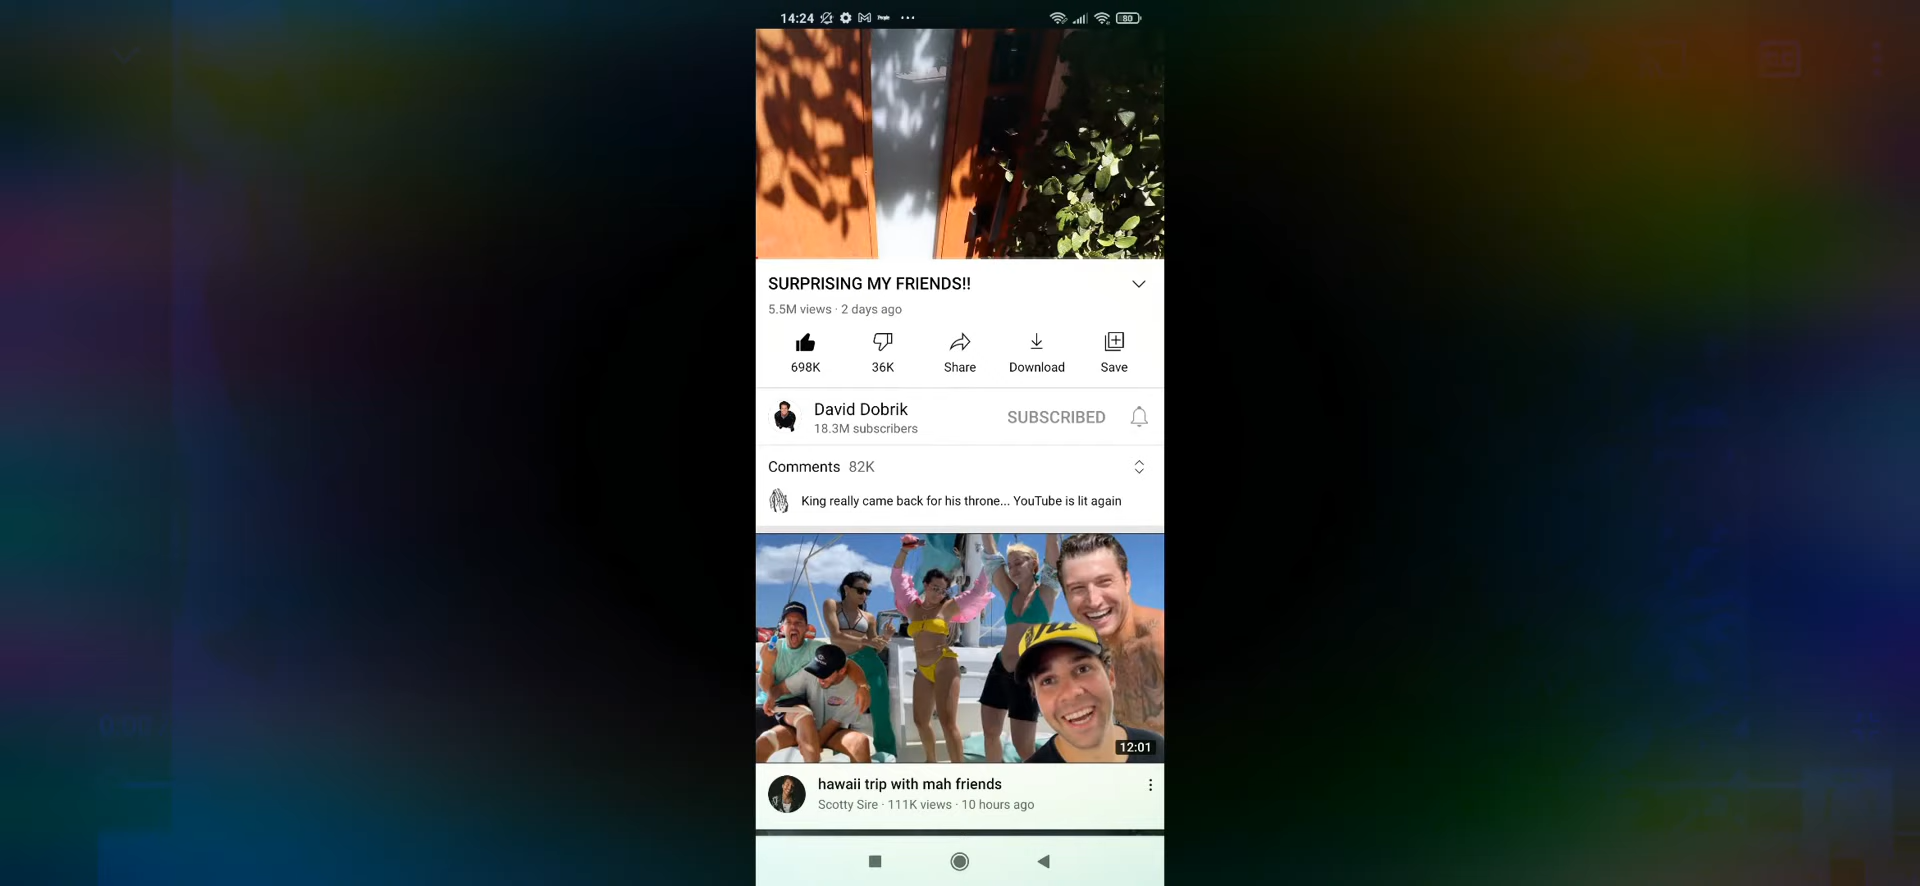 14:24 80
SURPRISING MY FRIENDS!!
5.5M views · 2 days ago
698K 36K Share Download Save
David Dobrik SUBSCRIBED
18.3M subscribers
Comments 82K
King really came back for his throne... YouTube is lit again
12:01
hawaii trip with mah friends
Scotty Sire · 111K views · 10 hours ago